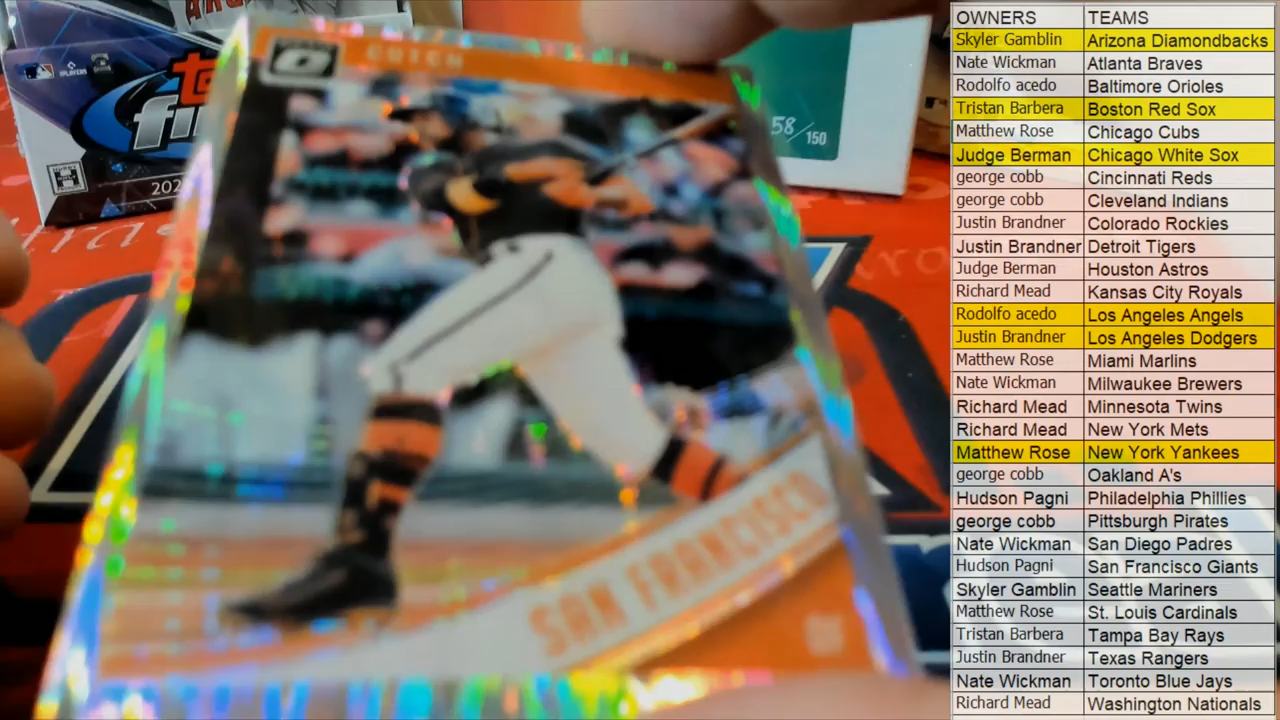 CUTCH
SAN FRANCISCO
58/150
202
OWNERS TEAMS
Skyler Gamblin Arizona Diamondbacks
Nate Wickman Atlanta Braves
Rodolfo acedo Baltimore Orioles
Tristan Barbera Boston Red Sox
Matthew Rose Chicago Cubs
Judge Berman Chicago White Sox
george cobb Cincinnati Reds
george cobb Cleveland Indians
Justin Brandner Colorado Rockies
Justin Brandner Detroit Tigers
Judge Berman Houston Astros
Richard Mead Kansas City Royals
Rodolfo acedo Los Angeles Angels
Justin Brandner Los Angeles Dodgers
Matthew Rose Miami Marlins
Nate Wickman Milwaukee Brewers
Richard Mead Minnesota Twins
Richard Mead New York Mets
Matthew Rose New York Yankees
george cobb Oakland A's
Hudson Pagni Philadelphia Phillies
george cobb Pittsburgh Pirates
Nate Wickman San Diego Padres
Hudson Pagni San Francisco Giants
Skyler Gamblin Seattle Mariners
Matthew Rose St. Louis Cardinals
Tristan Barbera Tampa Bay Rays
Justin Brandner Texas Rangers
Nate Wickman Toronto Blue Jays
Richard Mead Washington Nationals